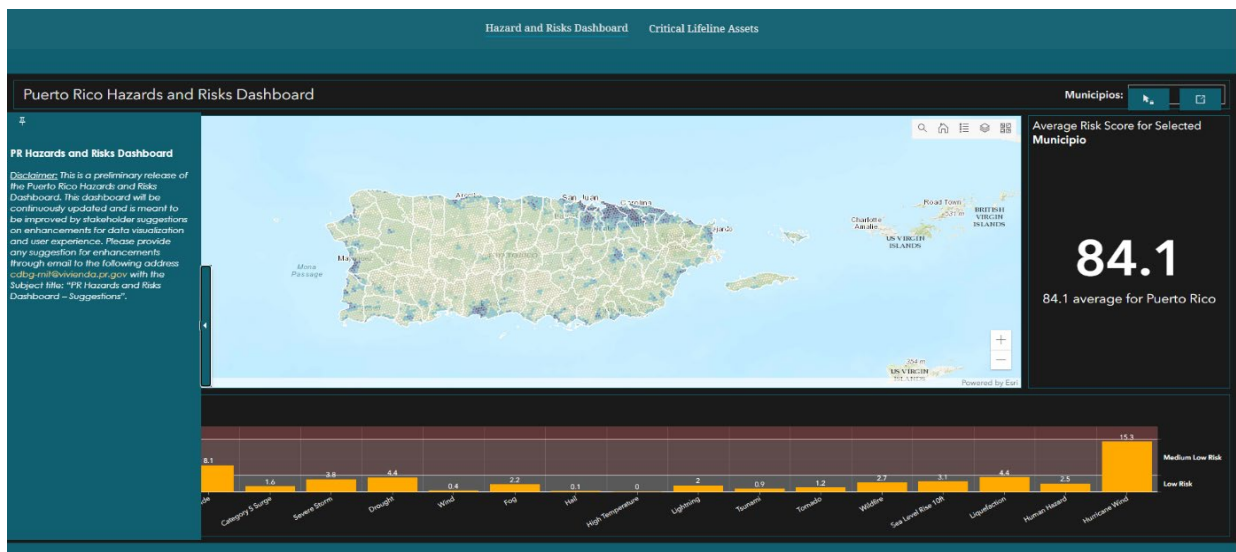 Hazard and Risks Dashboard Critical Lifeline Assets
Puerto Rico Hazards and Risks Dashboard
Municipios:
PR Hazards and Risks Dashboard
Disclaimer: This is a preliminary release of
the Puerto Rico Hazards and Risks
Dashboard. This dashboard will be
continuously updated and is meant to
be improved by stakeholder suggestions
on enhancements for data visualization
and user experience. Please provide
any suggestion for enhancements
through email to the following address
cdbg-mit@vivienda.pr.gov with the
Subject title: "PR Hazards and Risks
Dashboard – Suggestions".
San Juan
Mona
Passage
Road Town
BRITISH
VIRGIN
ISLANDS
Charlotte
Amalie
US VIRGIN
ISLANDS
US VIRGIN
Powered by Esri
Average Risk Score for Selected
Municipio
84.1
84.1 average for Puerto Rico
8.1 1.6 3.8 4.4 0.4 2.2 0.1 0 2 0.9 1.2 2.7 3.1 4.4 2.5 15.3
Medium Low Risk
Low Risk
Category 5 Surge Severe Storm Drought Wind Fog Hail High Temperature Lightning Tsunami Tornado Wildfire Sea Level Rise 10ft Liquefaction Human Hazard Hurricane Wind